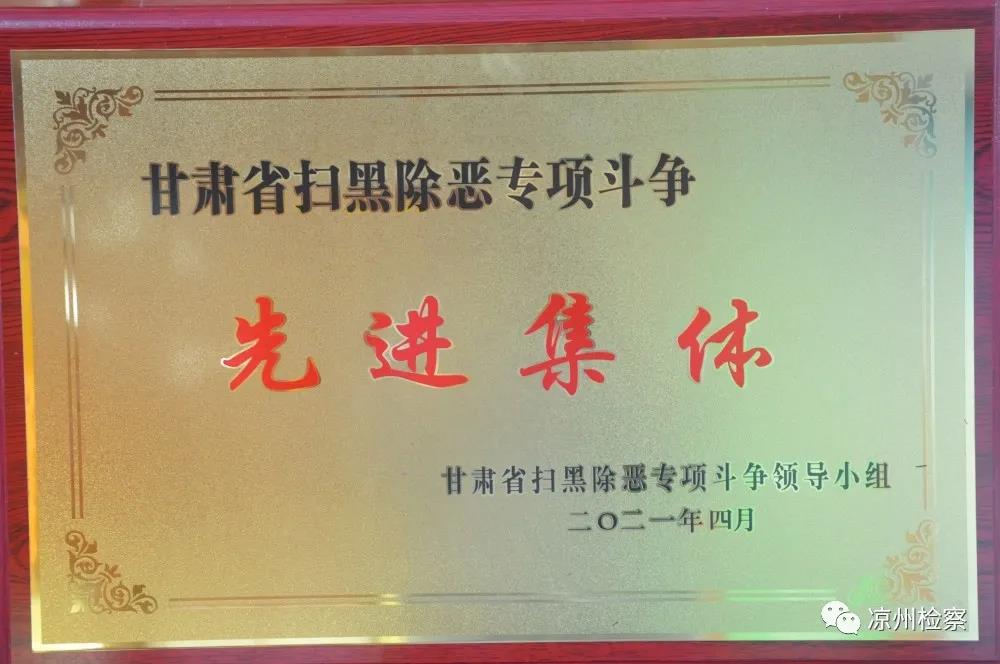 甘肃省扫黑除恶专项斗争
先进集体
甘肃省扫黑除恶专项斗争领导小组
二〇二一年四月
凉州检察